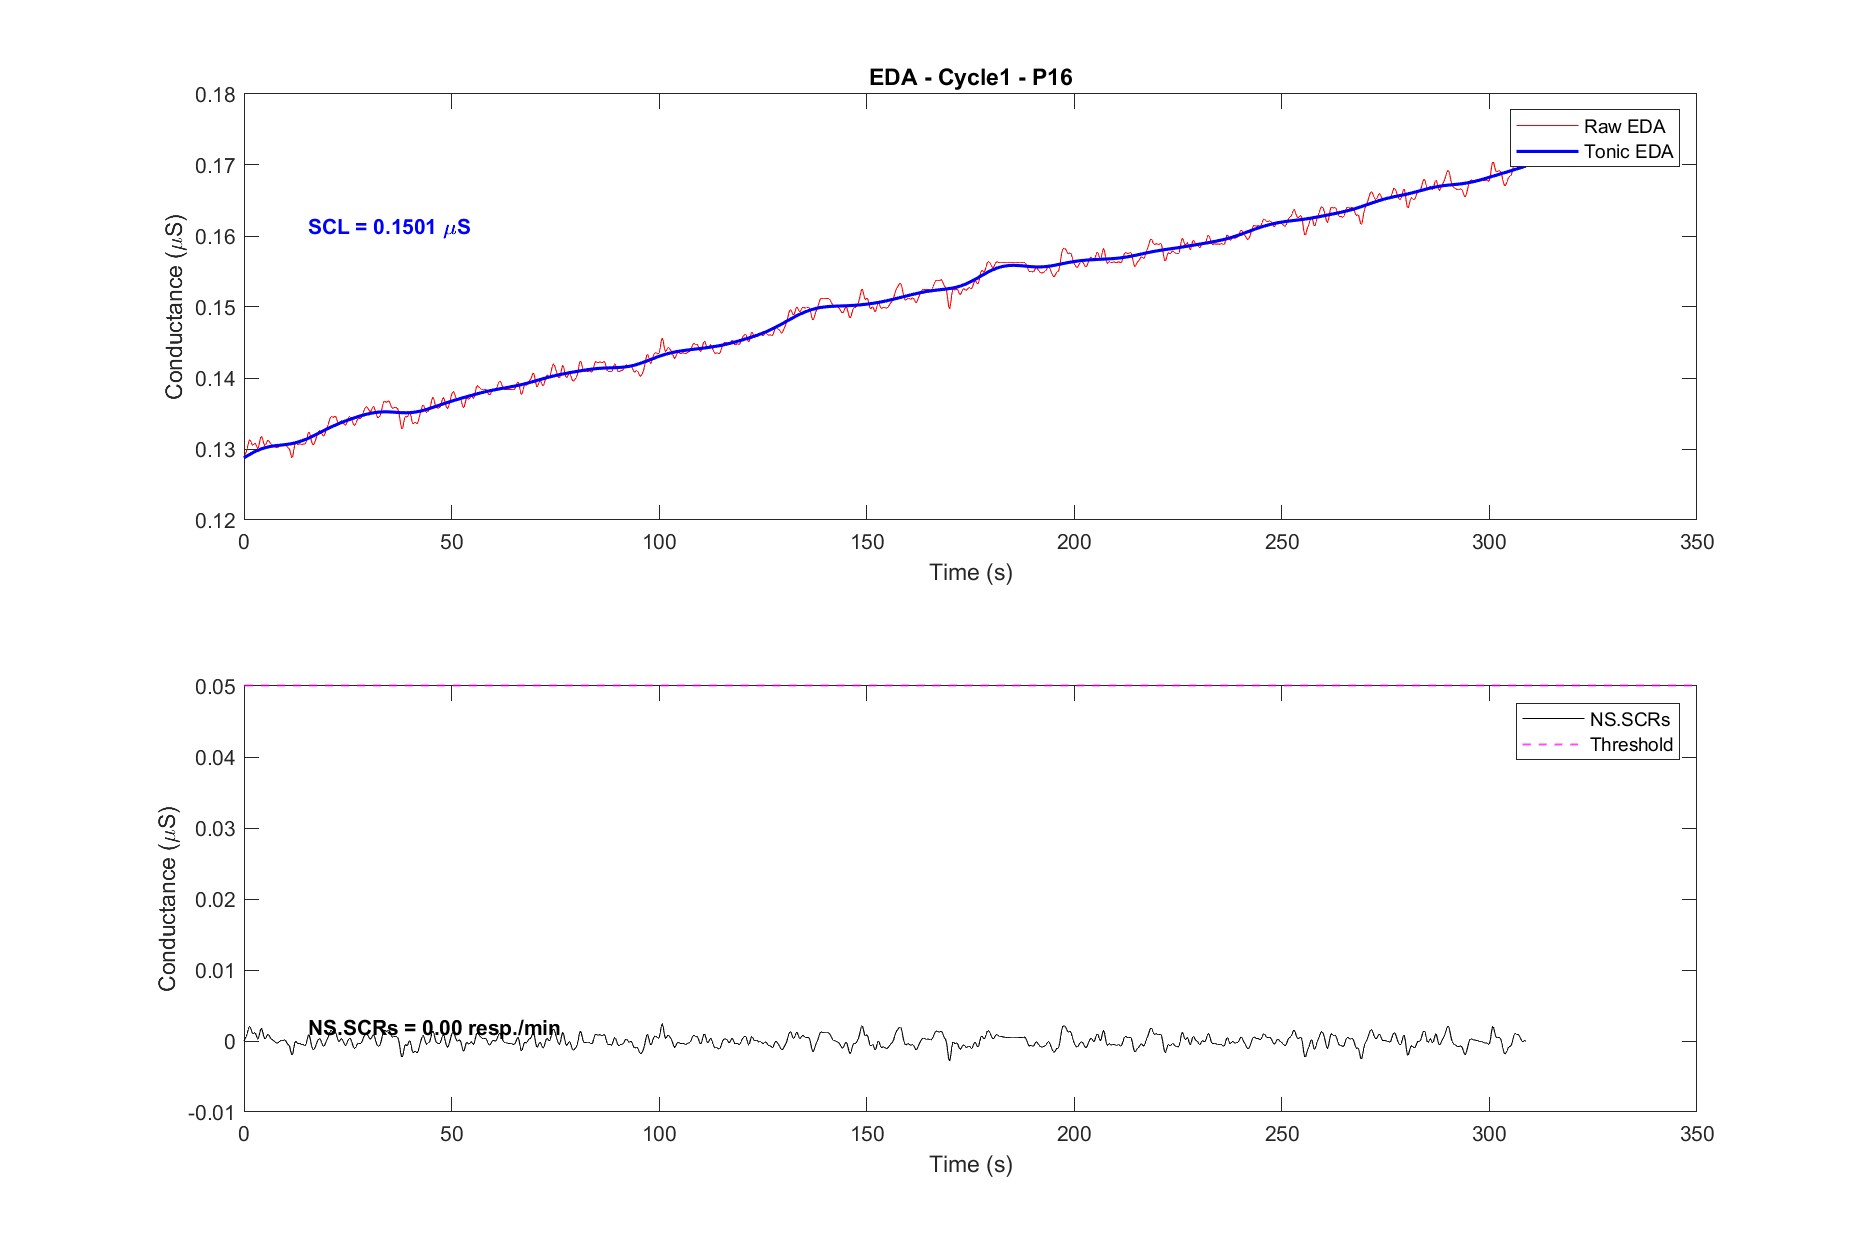 EDA - Cycle1 - P16
0.18
0.17
0.16
0.15
0.14
0.13
0.12
Conductance (μS)
Raw EDA
Tonic EDA
SCL = 0.1501 μS
0 50 100 150 200 250 300 350
Time (s)
0.05
0.04
0.03
0.02
0.01
0
-0.01
Conductance (μS)
NS.SCRs
Threshold
NS.SCRs = 0.00 resp./min
0 50 100 150 200 250 300 350
Time (s)